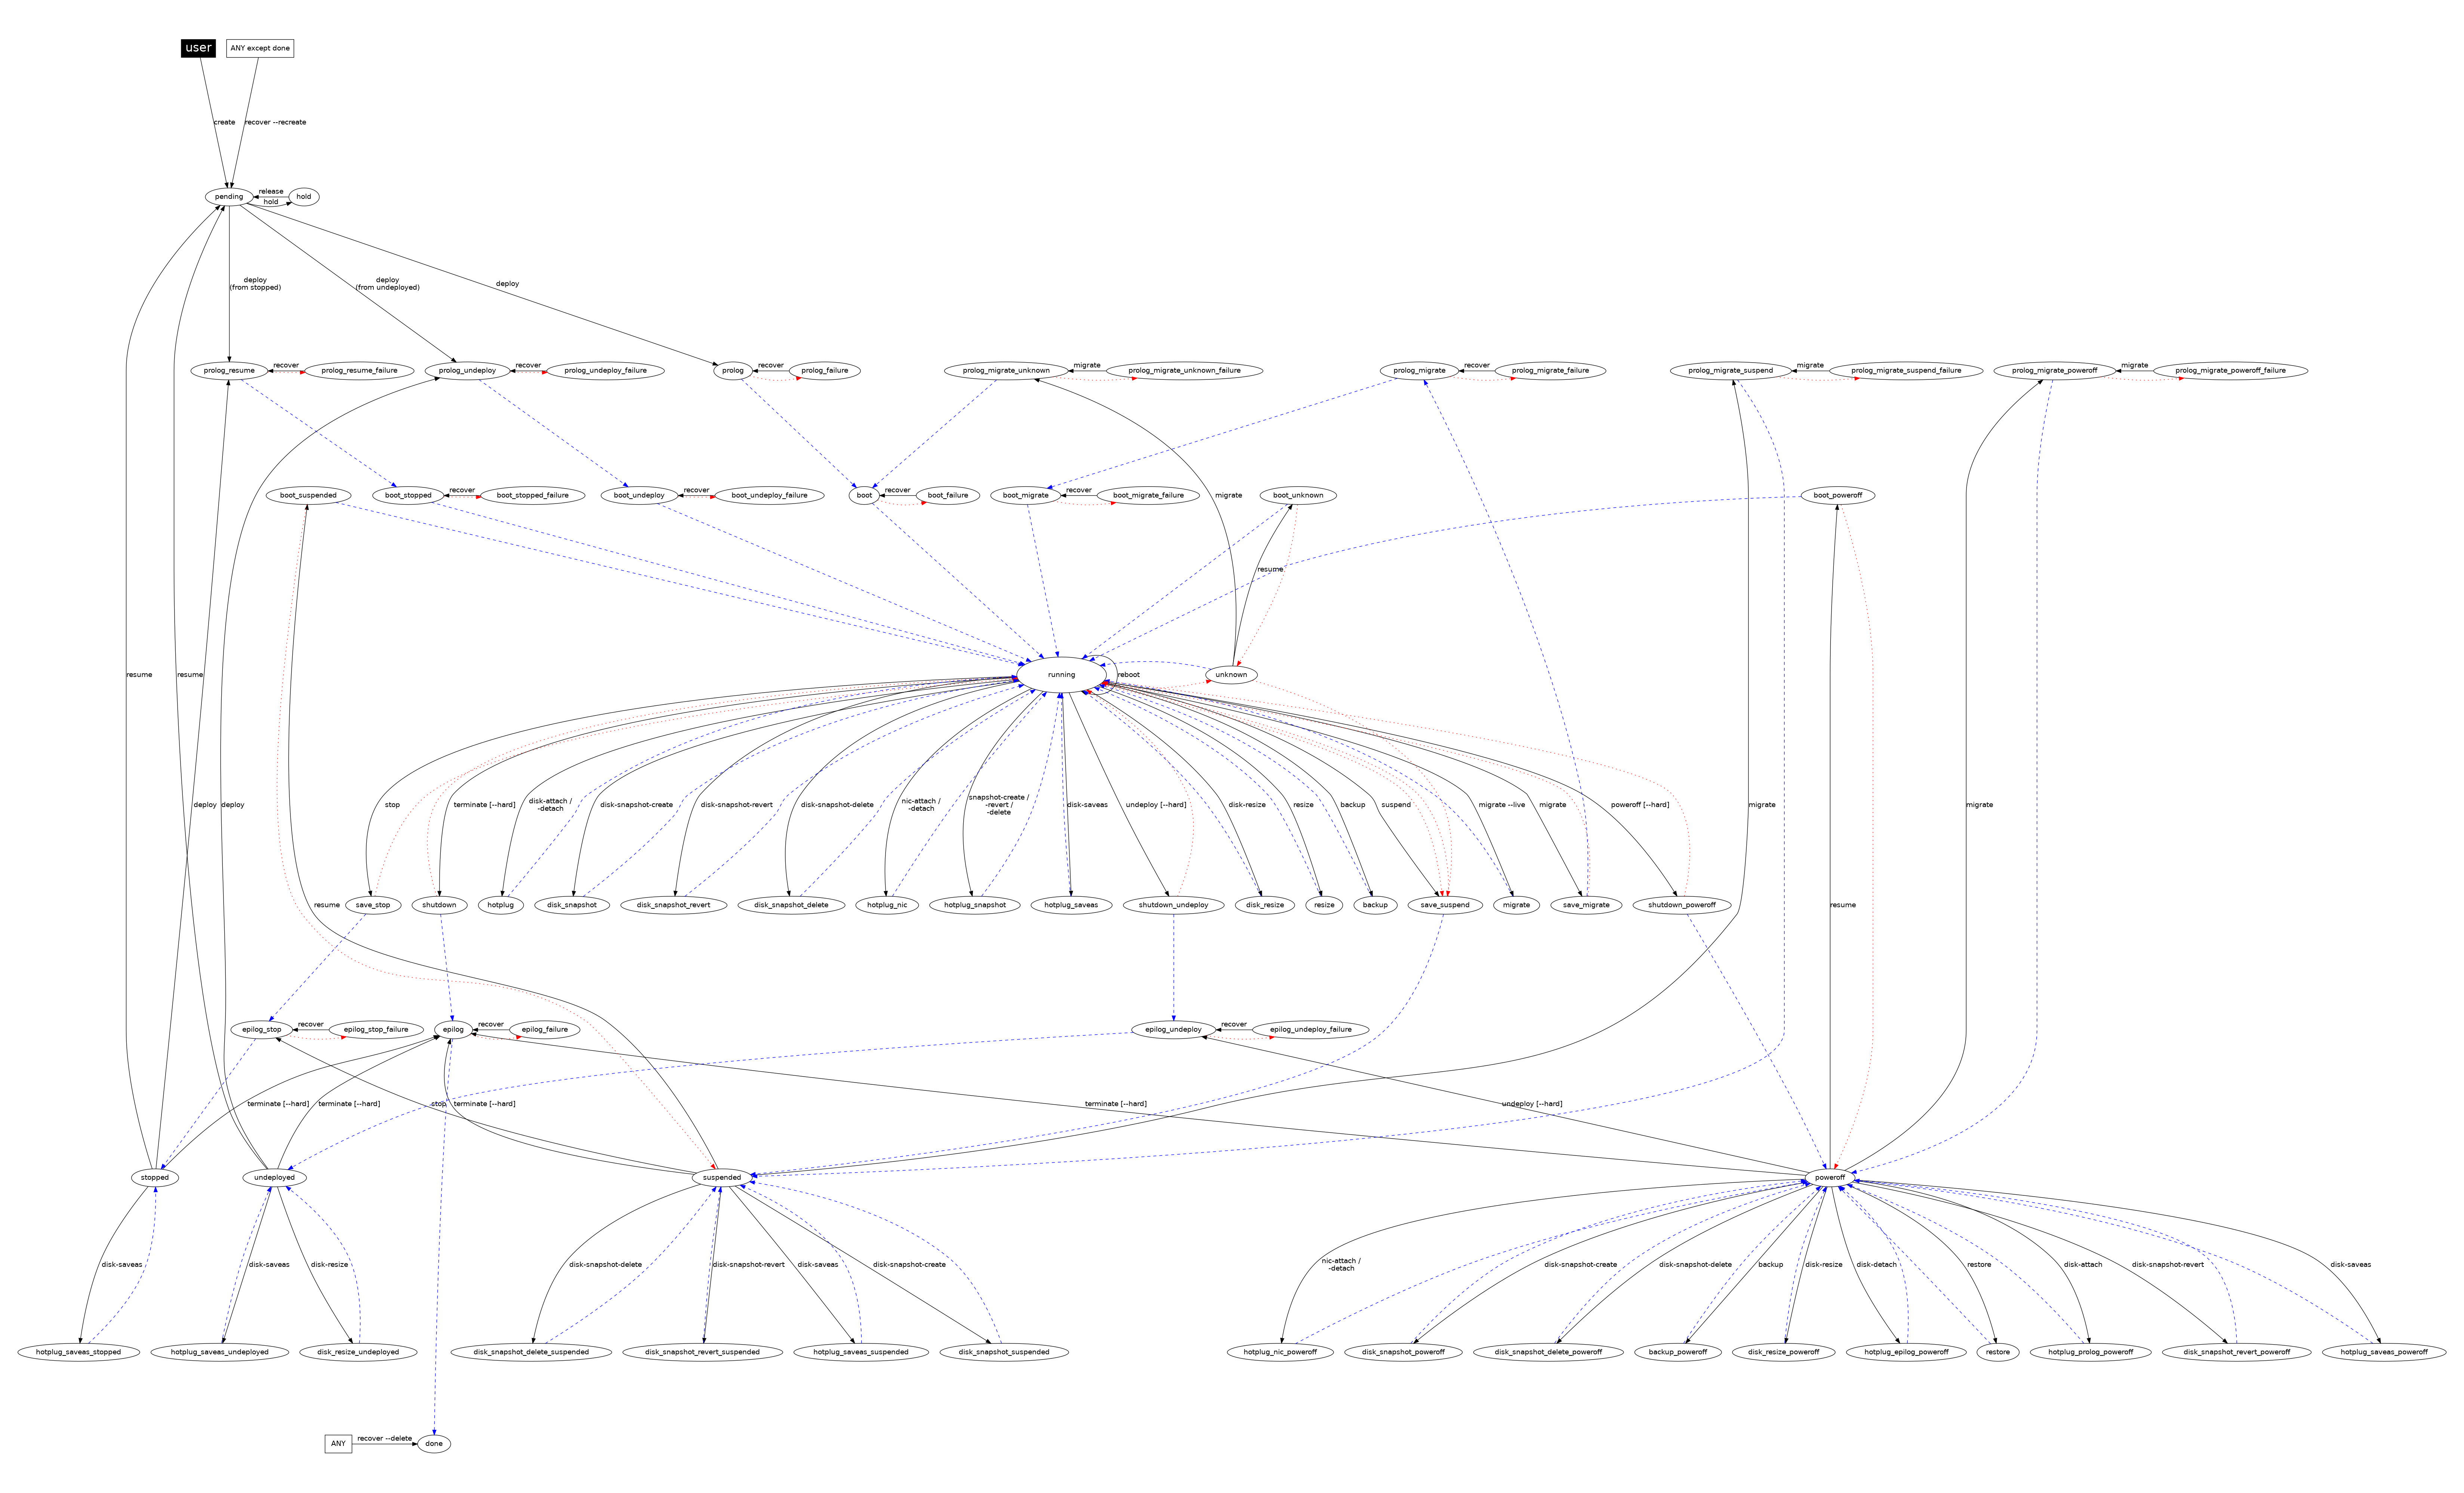 user
ANY except done
create
recover --recreate
pending
release
hold
hold
deploy
(from stopped)
deploy
(from undeployed)
deploy
prolog_resume
recover
prolog_resume_failure
prolog_undeploy
recover
prolog_undeploy_failure
prolog
recover
prolog_failure
prolog_migrate_unknown
migrate
prolog_migrate_unknown_failure
prolog_migrate
recover
prolog_migrate_failure
prolog_migrate_suspend
migrate
prolog_migrate_suspend_failure
prolog_migrate_poweroff
migrate
prolog_migrate_poweroff_failure
boot_suspended
boot_stopped
recover
boot_stopped_failure
boot_undeploy
recover
boot_undeploy_failure
boot
recover
boot_failure
boot_migrate
recover
boot_migrate_failure
migrate
boot_unknown
boot_poweroff
resume
resume
resume
running
reboot
unknown
deploy
deploy
stop
terminate [--hard]
disk-attach /
-detach
disk-snapshot-create
disk-snapshot-revert
disk-snapshot-delete
nic-attach /
-detach
snapshot-create /
-revert /
-delete
disk-saveas
undeploy [--hard]
disk-resize
resize
backup
suspend
migrate --live
migrate
poweroff [--hard]
migrate
migrate
resume
save_stop
shutdown
hotplug
disk_snapshot
disk_snapshot_revert
disk_snapshot_delete
hotplug_nic
hotplug_snapshot
hotplug_saveas
shutdown_undeploy
disk_resize
resize
backup
save_suspend
migrate
save_migrate
shutdown_poweroff
resume
epilog_stop
recover
epilog_stop_failure
epilog
recover
epilog_failure
epilog_undeploy
recover
epilog_undeploy_failure
terminate [--hard]
terminate [--hard]
stop
terminate [--hard]
terminate [--hard]
undeploy [--hard]
stopped
undeployed
suspended
poweroff
disk-saveas
disk-saveas
disk-resize
disk-snapshot-delete
disk-snapshot-revert
disk-saveas
disk-snapshot-create
nic-attach /
-detach
disk-snapshot-create
disk-snapshot-delete
backup
disk-resize
disk-detach
restore
disk-attach
disk-snapshot-revert
disk-saveas
hotplug_saveas_stopped
hotplug_saveas_undeployed
disk_resize_undeployed
disk_snapshot_delete_suspended
disk_snapshot_revert_suspended
hotplug_saveas_suspended
disk_snapshot_suspended
hotplug_nic_poweroff
disk_snapshot_poweroff
disk_snapshot_delete_poweroff
backup_poweroff
disk_resize_poweroff
hotplug_epilog_poweroff
restore
hotplug_prolog_poweroff
disk_snapshot_revert_poweroff
hotplug_saveas_poweroff
ANY
recover --delete
done